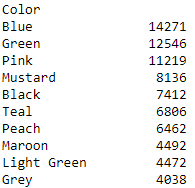 Color
Blue 14271
Green 12546
Pink 11219
Mustard 8136
Black 7412
Teal 6806
Peach 6462
Maroon 4492
Light Green 4472
Grey 4038